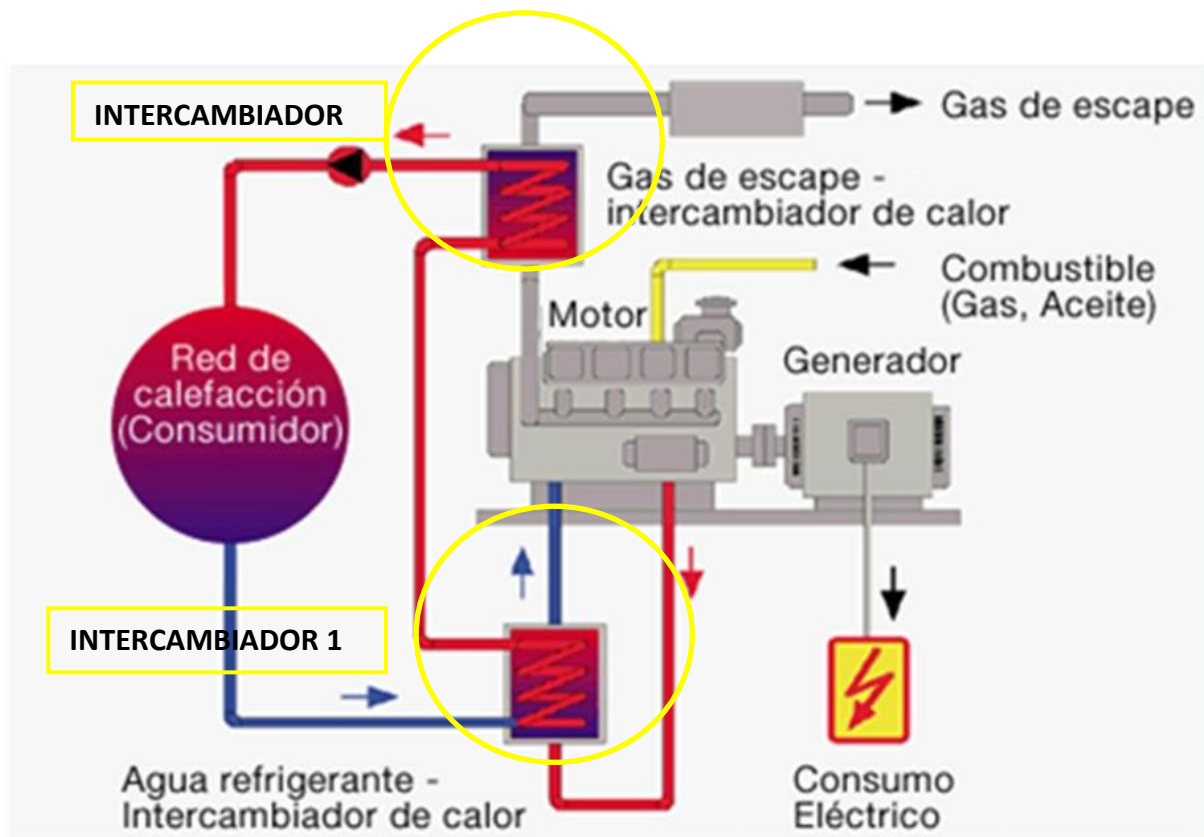 INTERCAMBIADOR
Gas de escape
Gas de escape -
intercambiador de calor
Combustible
(Gas, Aceite)
Motor
Generador
Red de
calefacción
(Consumidor)
INTERCAMBIADOR 1
Agua refrigerante -
Intercambiador de calor
Consumo
Eléctrico